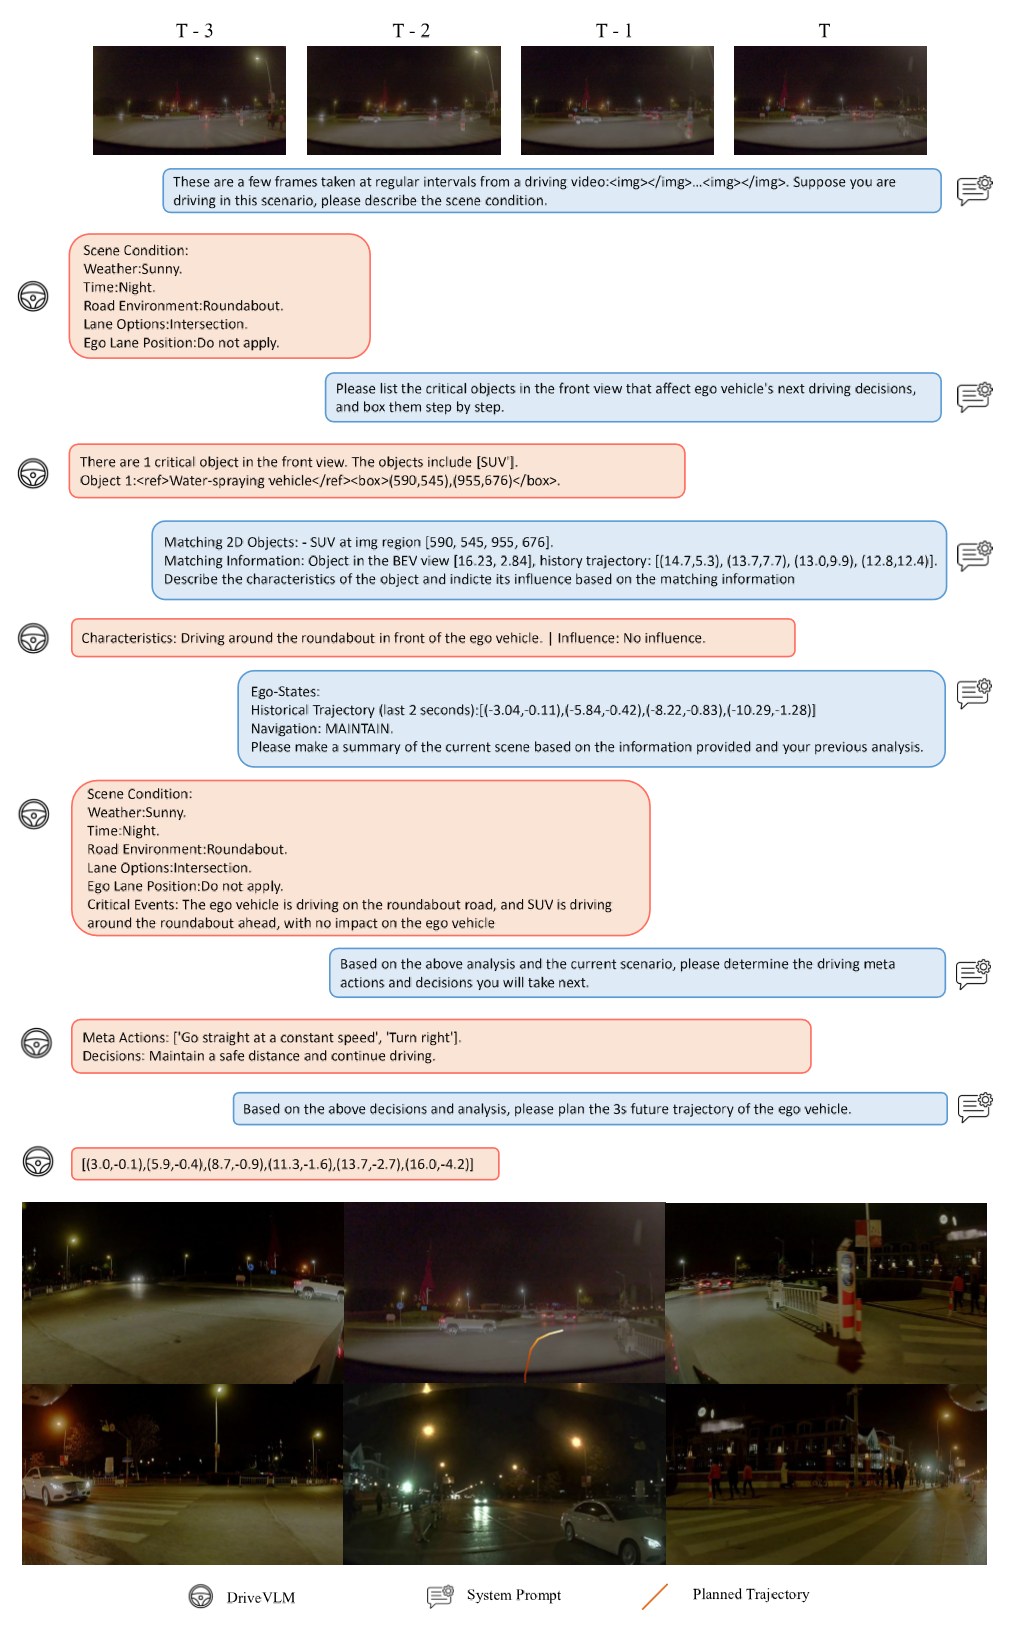 T - 3
T - 2
T - 1
T
These are a few frames taken at regular intervals from a driving video:<img></img>...<img></img>. Suppose you are
driving in this scenario, please describe the scene condition.
Scene Condition:
Weather:Sunny.
Time:Night.
Road Environment:Roundabout.
Lane Options:Intersection.
Ego Lane Position:Do not apply.
Please list the critical objects in the front view that affect ego vehicle's next driving decisions,
and box them step by step.
There are 1 critical object in the front view. The objects include [SUV'].
Object 1:<ref>Water-spraying vehicle</ref><box>(590,545),(955,676)</box>.
Matching 2D Objects: - SUV at img region [590, 545, 955, 676].
Matching Information: Object in the BEV view [16.23, 2.84], history trajectory: [(14.7,5.3), (13.7,7.7), (13.0,9.9), (12.8,12.4)].
Describe the characteristics of the object and indicte its influence based on the matching information
Characteristics: Driving around the roundabout in front of the ego vehicle. | Influence: No influence.
Ego-States:
Historical Trajectory (last 2 seconds):[(-3.04,-0.11),(-5.84,-0.42),(-8.22,-0.83),(-10.29,-1.28)]
Navigation: MAINTAIN.
Please make a summary of the current scene based on the information provided and your previous analysis.
Scene Condition:
Weather:Sunny.
Time:Night.
Road Environment:Roundabout.
Lane Options:Intersection.
Ego Lane Position:Do not apply.
Critical Events: The ego vehicle is driving on the roundabout road, and SUV is driving
around the roundabout ahead, with no impact on the ego vehicle
Based on the above analysis and the current scenario, please determine the driving meta
actions and decisions you will take next.
Meta Actions: ['Go straight at a constant speed', 'Turn right'].
Decisions: Maintain a safe distance and continue driving.
Based on the above decisions and analysis, please plan the 3s future trajectory of the ego vehicle.
[(3.0,-0.1),(5.9,-0.4),(8.7,-0.9),(11.3,-1.6),(13.7,-2.7),(16.0,-4.2)]
DriveVLM
System Prompt
Planned Trajectory